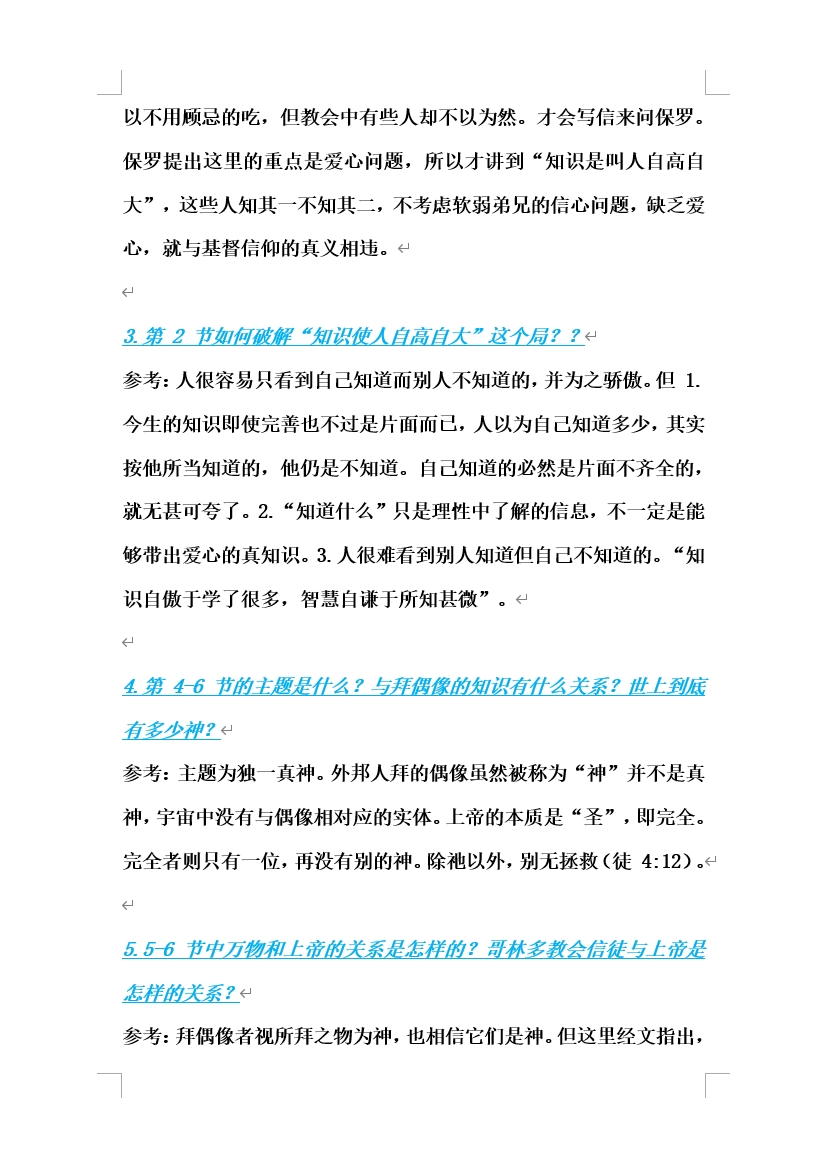 以不用顾忌的吃，但教会中有些人却不以为然。才会写信来问保罗。
保罗提出这里的重点是爱心问题，所以才讲到“知识是叫人自高自
大”，这些人知其一不知其二，不考虑软弱弟兄的信心问题，缺乏爱
心，就与基督信仰的真义相违。
3.第 2 节如何破解“知识使人自高自大”这个局？？
参考：人很容易只看到自己知道而别人不知道的，并为之骄傲。但 1.
今生的知识即使完善也不过是片面而已，人以为自己知道多少，其实
按他所当知道的，他仍是不知道。自己知道的必然是片面不齐全的，
就无甚可夸了。2.“知道什么”只是理性中了解的信息，不一定是能
够带出爱心的真知识。3.人很难看到别人知道但自己不知道的。“知
识自傲于学了很多，智慧自谦于所知甚微”。
4.第 4-6 节的主题是什么？与拜偶像的知识有什么关系？世上到底
有多少神？
参考：主题为独一真神。外邦人拜的偶像虽然被称为“神”并不是真
神，宇宙中没有与偶像相对应的实体。上帝的本质是“圣”，即完全。
完全者则只有一位，再没有别的神。除祂以外，别无拯救（徒 4:12）。
5.5-6 节中万物和上帝的关系是怎样的？哥林多教会信徒与上帝是
怎样的关系？
参考：拜偶像者视所拜之物为神，也相信它们是神。但这里经文指出，